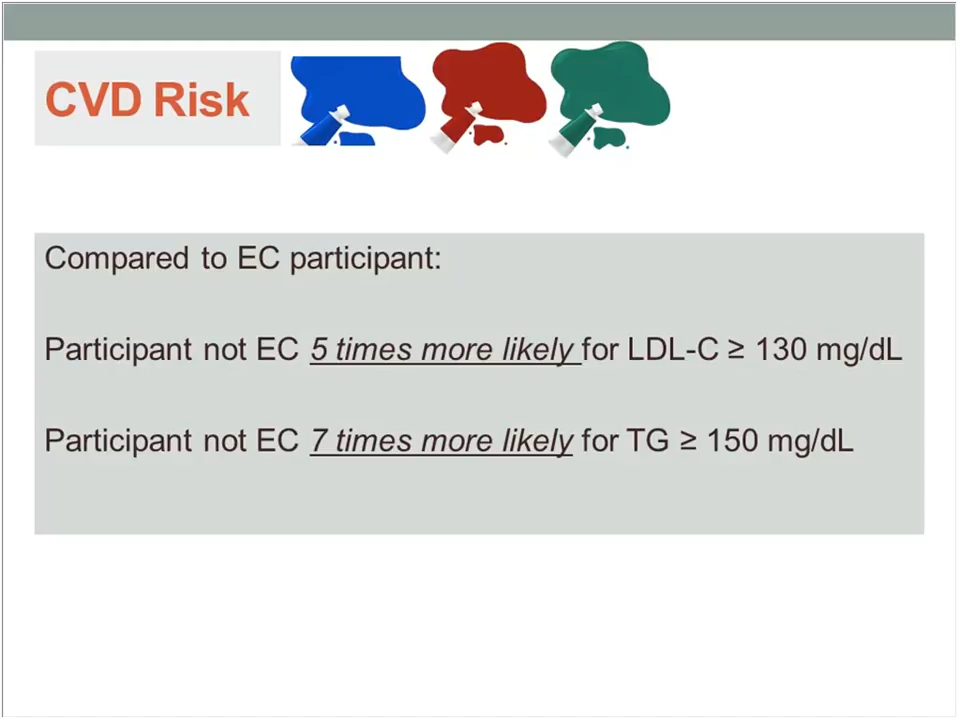 CVD Risk
Compared to EC participant:
Participant not EC 5 times more likely for LDL-C ≥ 130 mg/dL
Participant not EC 7 times more likely for TG ≥ 150 mg/dL